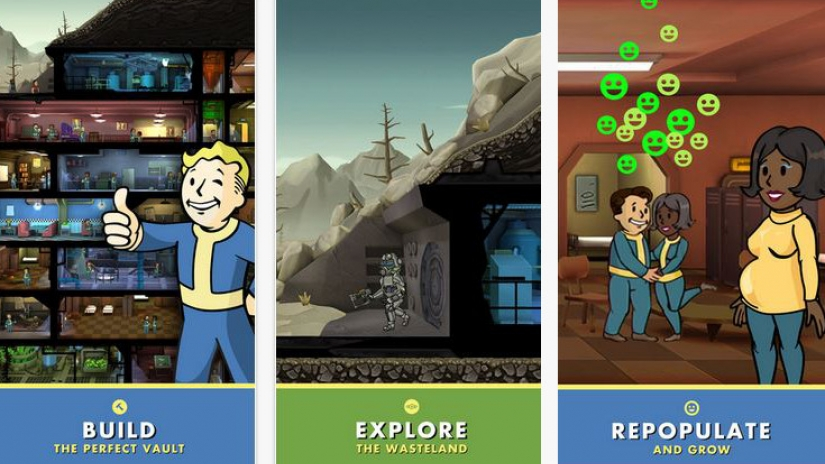 BUILD
THE PERFECT VAULT
EXPLORE
THE WASTELAND
REPOPULATE
AND GROW